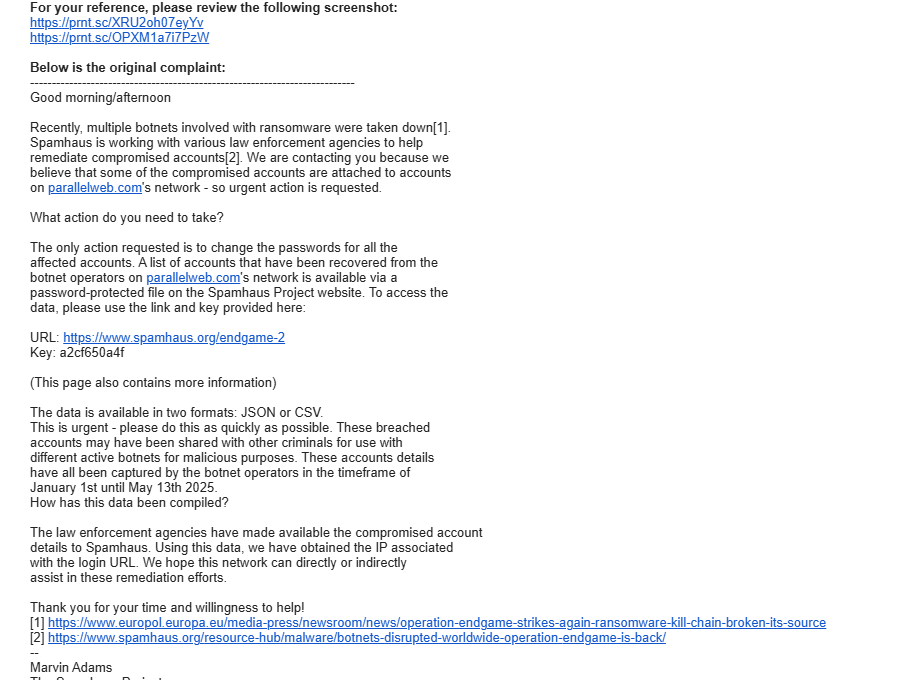 For your reference, please review the following screenshot:
https://prnt.sc/XRU2oh07eyYv
https://prnt.sc/OPXM1a7i7PzW
Below is the original complaint:
---------------------------------------------------------------------------
Good morning/afternoon
Recently, multiple botnets involved with ransomware were taken down[1].
Spamhaus is working with various law enforcement agencies to help
remediate compromised accounts[2]. We are contacting you because we
believe that some of the compromised accounts are attached to accounts
on parallelweb.com's network - so urgent action is requested.
What action do you need to take?
The only action requested is to change the passwords for all the
affected accounts. A list of accounts that have been recovered from the
botnet operators on parallelweb.com's network is available via a
password-protected file on the Spamhaus Project website. To access the
data, please use the link and key provided here:
URL: https://www.spamhaus.org/endgame-2
Key: a2cf650a4f
(This page also contains more information)
The data is available in two formats: JSON or CSV.
This is urgent - please do this as quickly as possible. These breached
accounts may have been shared with other criminals for use with
different active botnets for malicious purposes. These accounts details
have all been captured by the botnet operators in the timeframe of
January 1st until May 13th 2025.
How has this data been compiled?
The law enforcement agencies have made available the compromised account
details to Spamhaus. Using this data, we have obtained the IP associated
with the login URL. We hope this network can directly or indirectly
assist in these remediation efforts.
Thank you for your time and willingness to help!
[1] https://www.europol.europa.eu/media-press/newsroom/news/operation-endgame-strikes-again-ransomware-kill-chain-broken-its-source
[2] https://www.spamhaus.org/resource-hub/malware/botnets-disrupted-worldwide-operation-endgame-is-back/
--
Marvin Adams